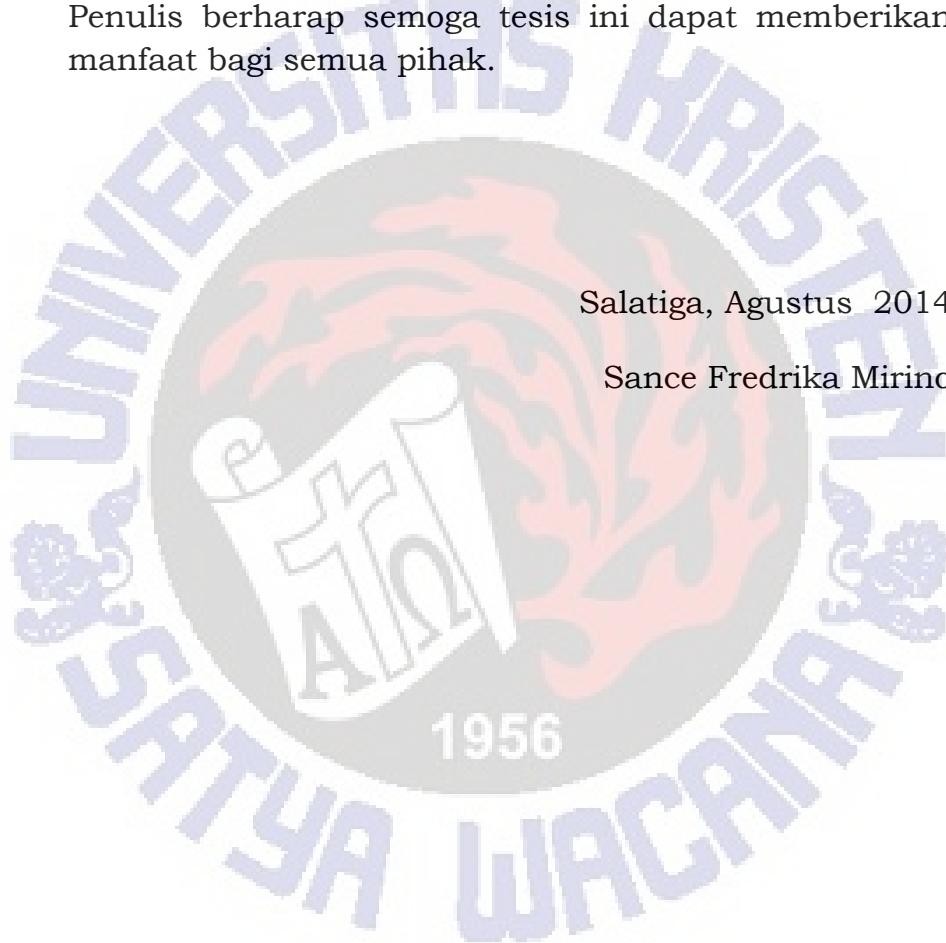 Penulis berharap semoga tesis ini dapat memberikan
manfaat bagi semua pihak.
UNIVERSITAS KRISTEN
Salatiga, Agustus 2014
Sance Fredrika Mirino
Α Ω
1956
SATYA WACANA